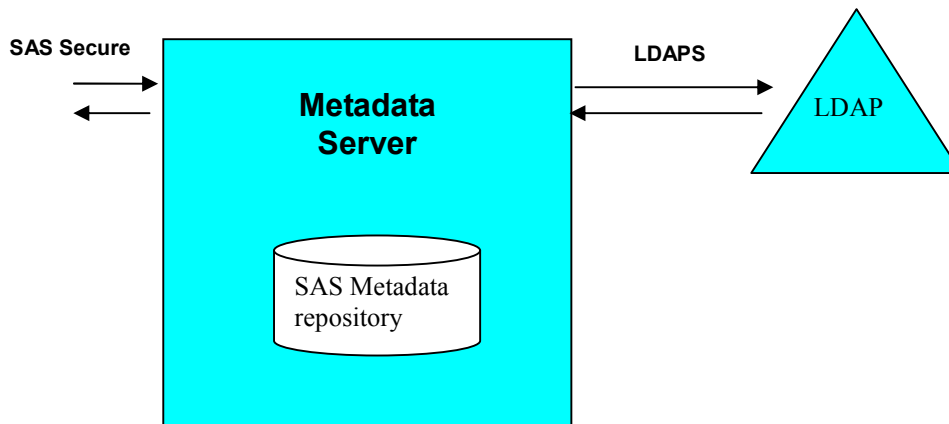 SAS Secure
Metadata
Server
LDAPS
LDAP
SAS Metadata
repository